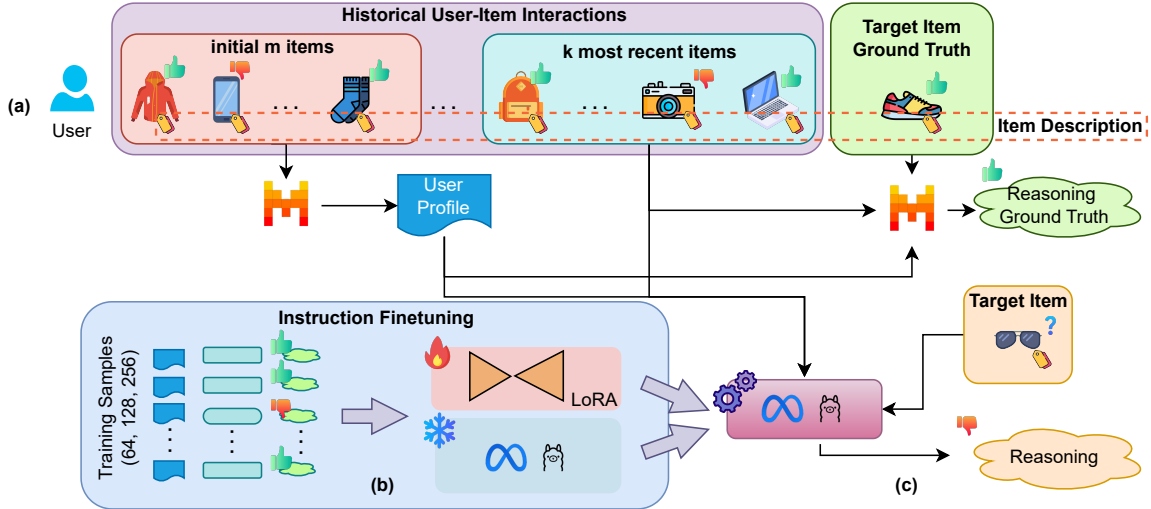 Historical User-Item Interactions
Target Item
Ground Truth
initial m items
k most recent items
(a)
User
... ... ...
Item Description
User
Profile
Reasoning
Ground Truth
Instruction Finetuning
Target Item
?
Training Samples
(64, 128, 256)
LoRA
Reasoning
(b)
(c)